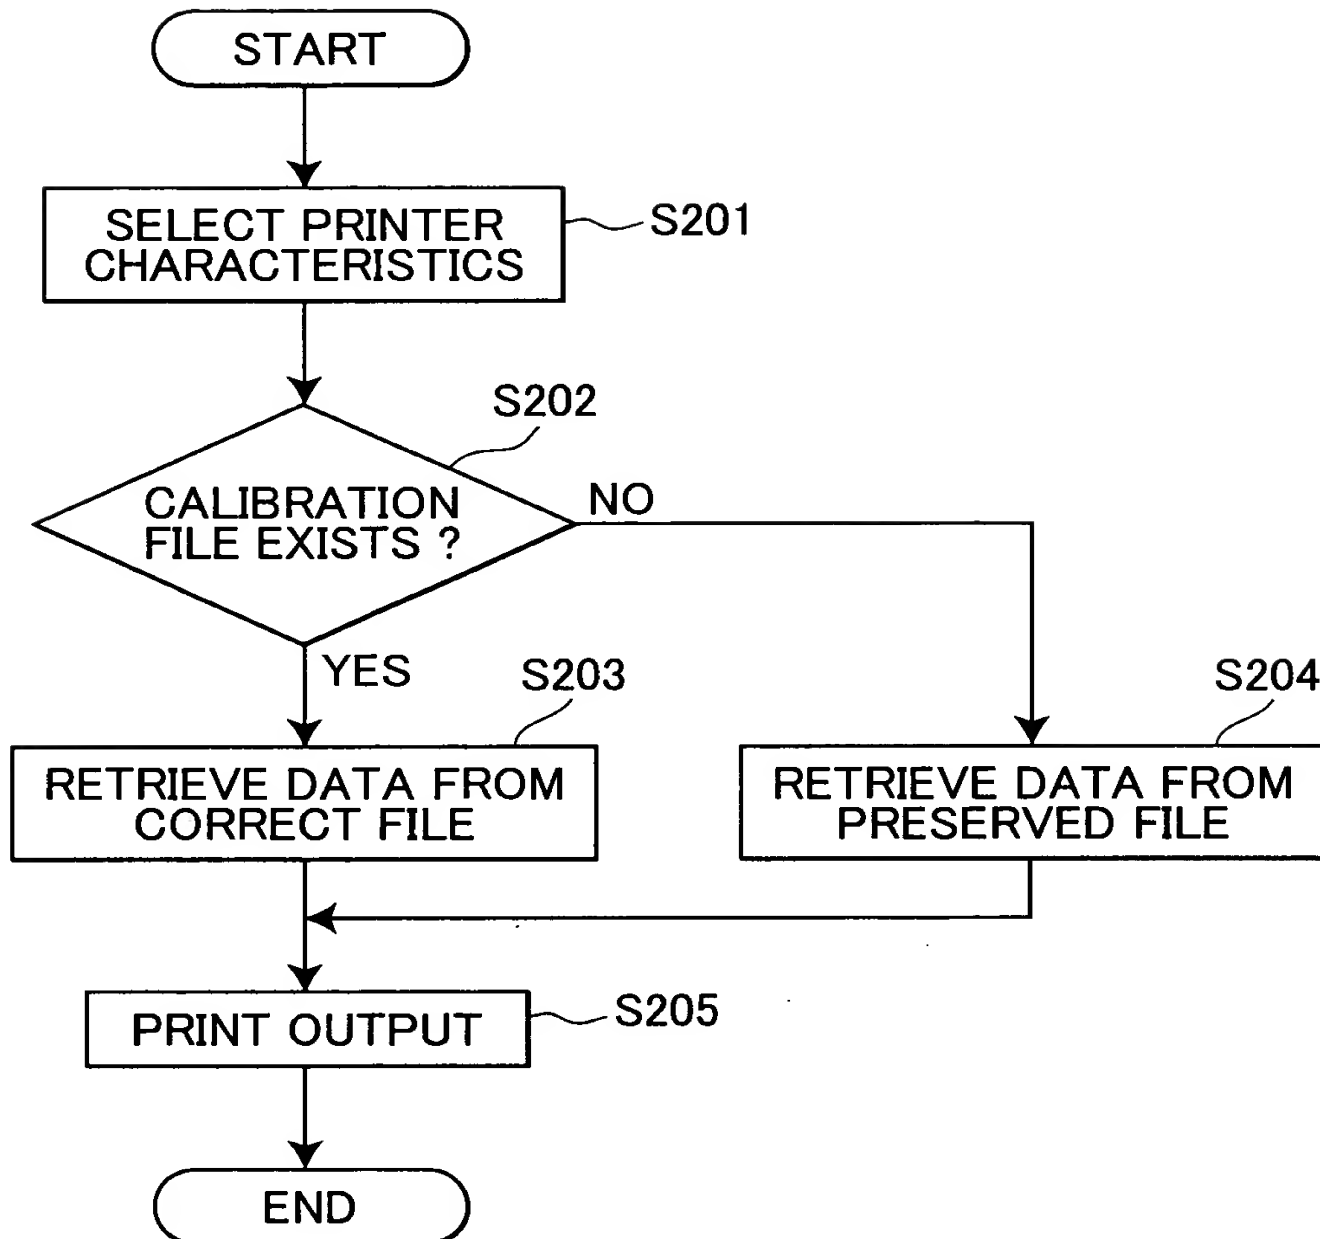 START
SELECT PRINTER
CHARACTERISTICS
S201
S202
CALIBRATION
FILE EXISTS ?
NO
YES
S203
S204
RETRIEVE DATA FROM
CORRECT FILE
RETRIEVE DATA FROM
PRESERVED FILE
PRINT OUTPUT
S205
END